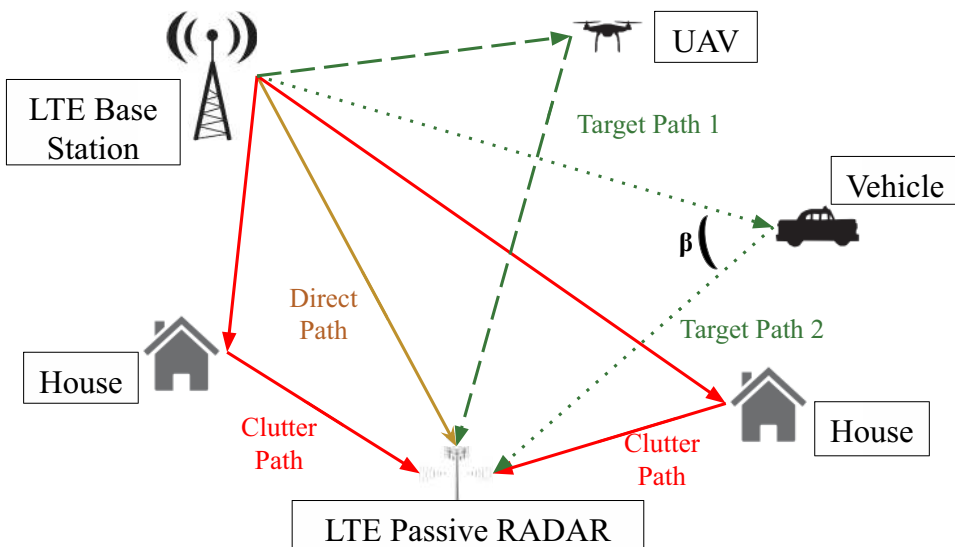 UAV
LTE Base
Station
Target Path 1
Vehicle
β
Direct
Path
Target Path 2
House
Clutter
Path
House
Clutter
Path
LTE Passive RADAR